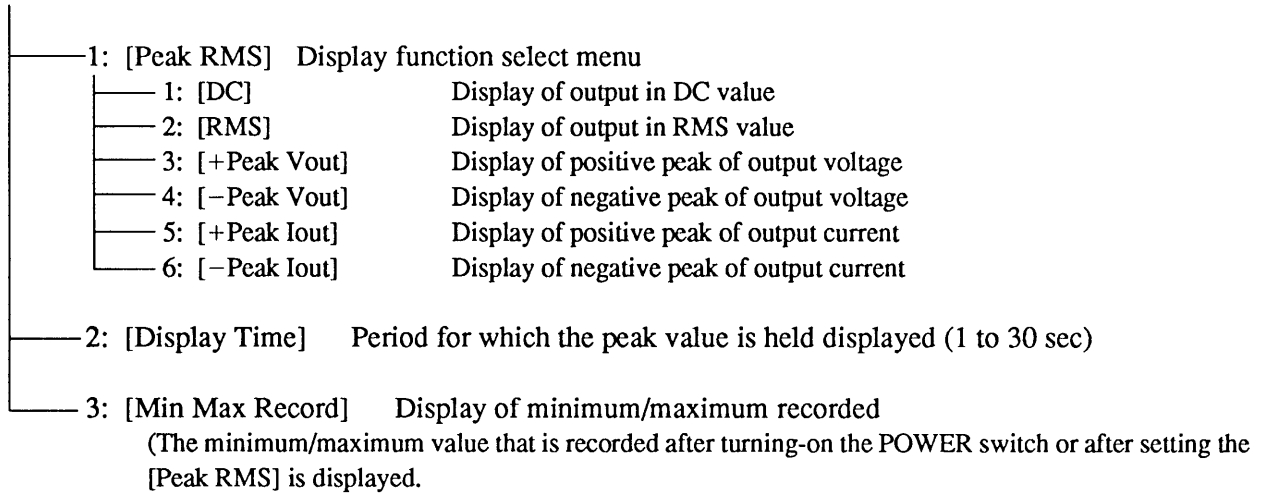 1: [Peak RMS] Display function select menu
1: [DC] Display of output in DC value
2: [RMS] Display of output in RMS value
3: [+Peak Vout] Display of positive peak of output voltage
4: [−Peak Vout] Display of negative peak of output voltage
5: [+Peak Iout] Display of positive peak of output current
6: [−Peak Iout] Display of negative peak of output current
2: [Display Time] Period for which the peak value is held displayed (1 to 30 sec)
3: [Min Max Record] Display of minimum/maximum recorded
(The minimum/maximum value that is recorded after turning-on the POWER switch or after setting the
[Peak RMS] is displayed.